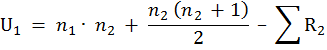 U₁ = n₁ · n₂ + n₂ (n₂ + 1) / 2 − ∑ R₂